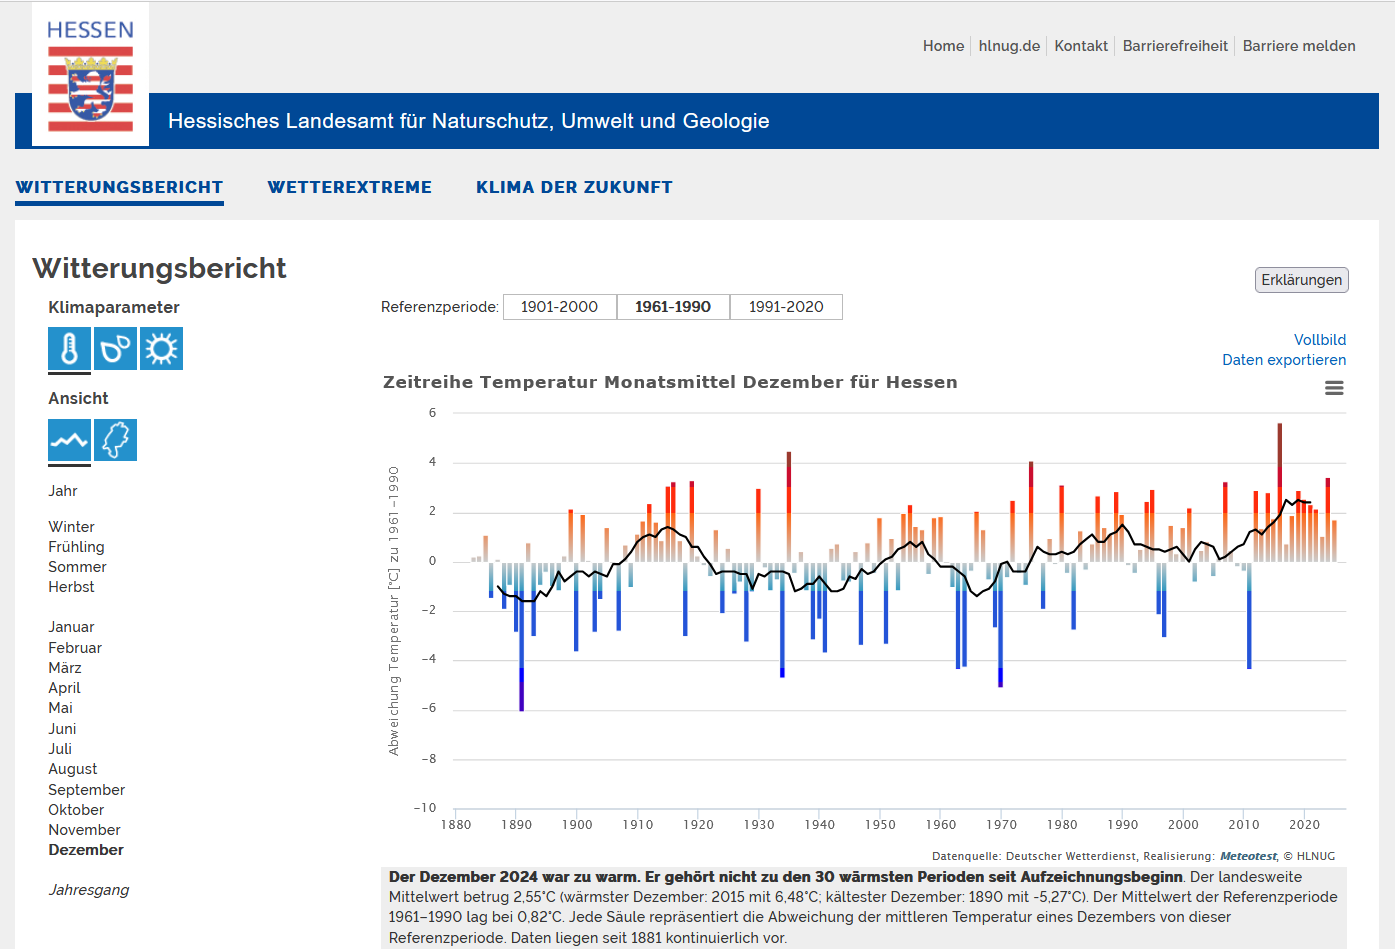 HESSEN
Home
hlnug.de
Kontakt
Barrierefreiheit
Barriere melden
Hessisches Landesamt für Naturschutz, Umwelt und Geologie
WITTERUNGSBERICHT
WETTEREXTREME
KLIMA DER ZUKUNFT
Witterungsbericht
Klimaparameter
Ansicht
Jahr
Winter
Frühling
Sommer
Herbst
Januar
Februar
März
April
Mai
Juni
Juli
August
September
Oktober
November
Dezember
Jahresgang
Erklärungen
Referenzperiode: 1901-2000 1961-1990 1991-2020
Vollbild
Daten exportieren
Zeitreihe Temperatur Monatsmittel Dezember für Hessen
Abweichung Temperatur [°C] zu 1961-1990
6
4
2
0
−2
−4
−6
−8
−10
1880 1890 1900 1910 1920 1930 1940 1950 1960 1970 1980 1990 2000 2010 2020
Datenquelle: Deutscher Wetterdienst, Realisierung: Meteotest, © HLNUG
Der Dezember 2024 war zu warm. Er gehört nicht zu den 30 wärmsten Perioden seit Aufzeichnungsbeginn. Der landesweite
Mittelwert betrug 2,55°C (wärmster Dezember: 2015 mit 6,48°C; kältester Dezember: 1890 mit -5,27°C). Der Mittelwert der Referenzperiode
1961–1990 lag bei 0,82°C. Jede Säule repräsentiert die Abweichung der mittleren Temperatur eines Dezembers von dieser
Referenzperiode. Daten liegen seit 1881 kontinuierlich vor.